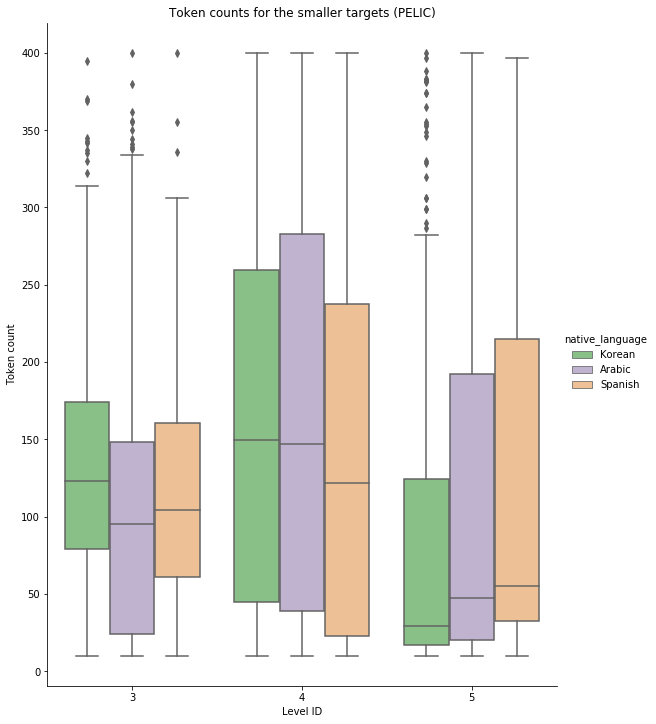 Token counts for the smaller targets (PELIC)
Token count
400
350
300
250
200
150
100
50
0
3
4
5
Level ID
native_language
Korean
Arabic
Spanish